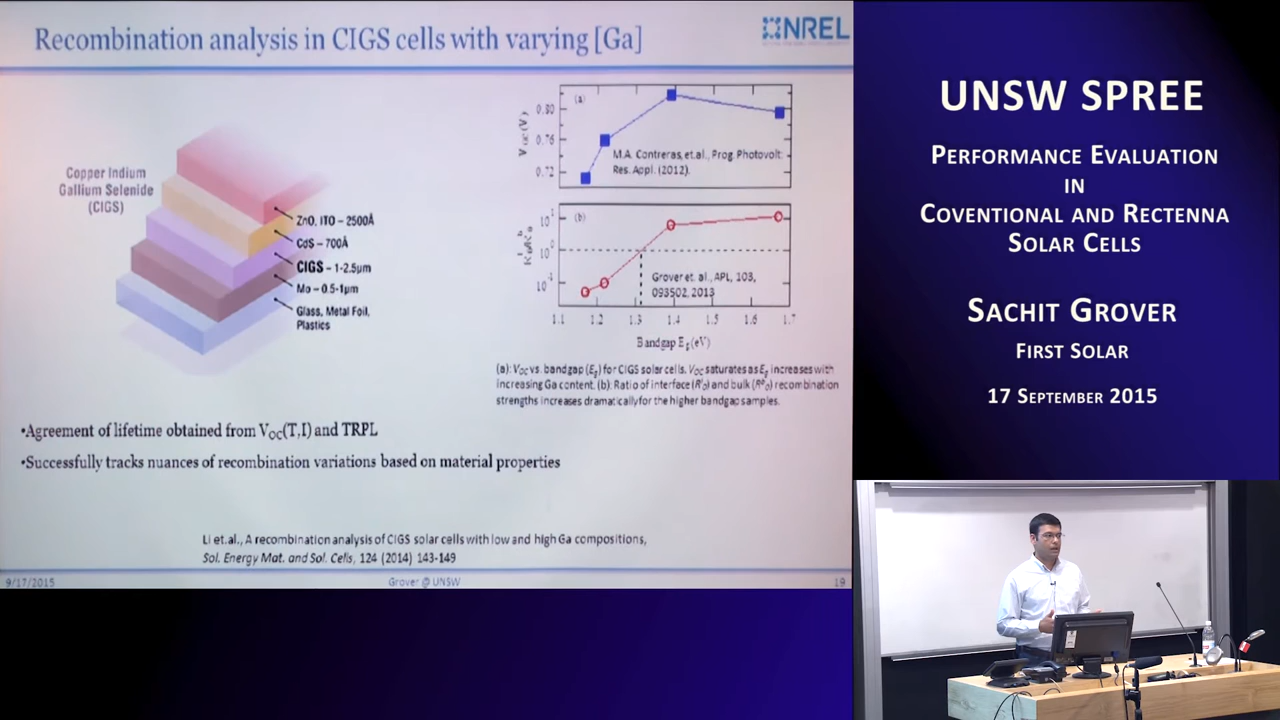 Recombination analysis in CIGS cells with varying [Ga]
NREL
Copper Indium
Gallium Selenide
(CIGS)
ZnO, ITO – 2500Å
CdS – 700Å
CIGS – 1-2.5µm
Mo – 0.5-1µm
Glass, Metal Foil,
Plastics
(a)
0.80
0.76
0.72
V_OC (V)
M.A. Contreras, et.al., Prog. Photovolt:
Res. Appl. (2012).
(b)
10^1
10^0
10^-1
Grover et. al., APL, 103,
093502, 2013
1.1 1.2 1.3 1.4 1.5 1.6 1.7
Bandgap E_g (eV)
(a): V_OC vs. bandgap (E_g) for CIGS solar cells. V_OC saturates as E_g increases with
increasing Ga content. (b): Ratio of interface (R^i_0) and bulk (R^b_0) recombination
strengths increases dramatically for the higher bandgap samples.
•Agreement of lifetime obtained from V_OC(T,I) and TRPL
•Successfully tracks nuances of recombination variations based on material properties
Li et.al., A recombination analysis of CIGS solar cells with low and high Ga compositions,
Sol. Energy Mat. and Sol. Cells, 124 (2014) 143-149
9/17/2015
Grover @ UNSW
19
UNSW SPREE
PERFORMANCE EVALUATION
IN
COVENTIONAL AND RECTENNA
SOLAR CELLS
SACHIT GROVER
FIRST SOLAR
17 SEPTEMBER 2015